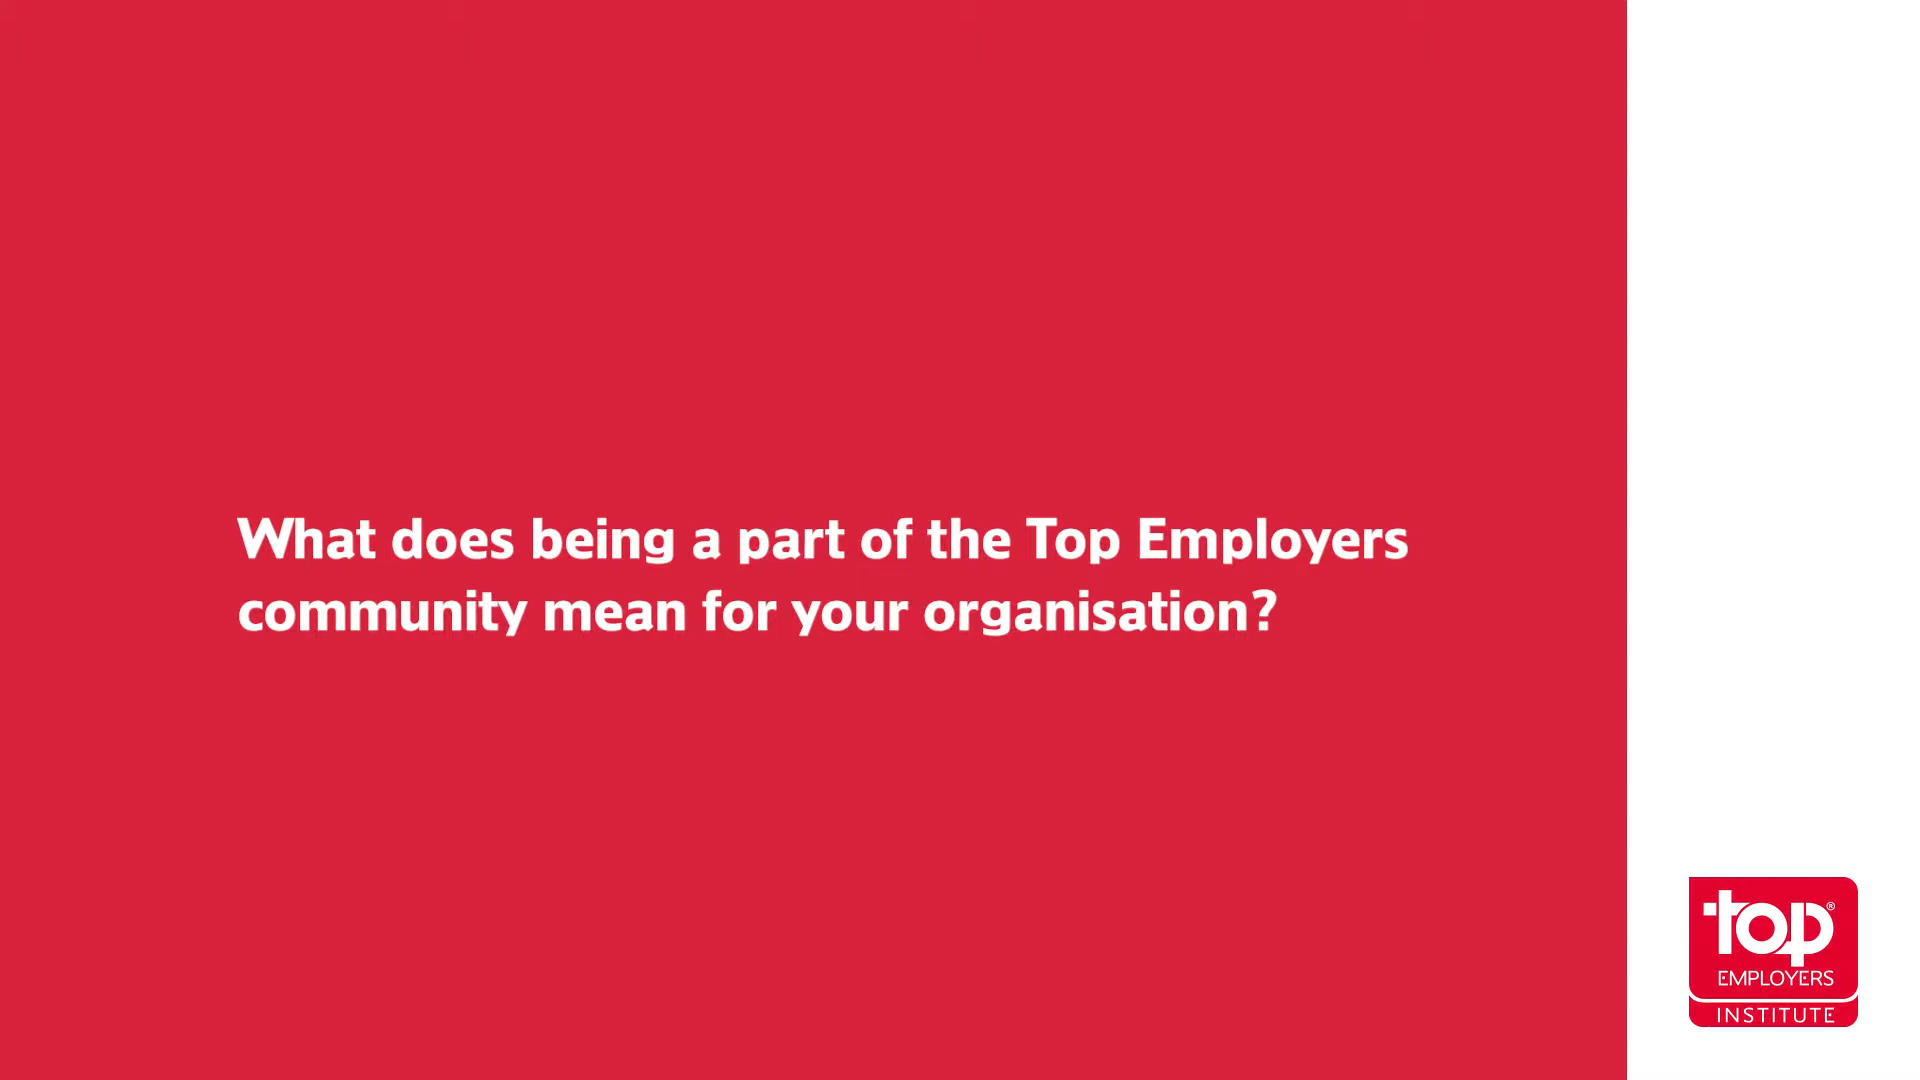 What does being a part of the Top Employers
community mean for your organisation?
top®
EMPLOYERS
INSTITUTE